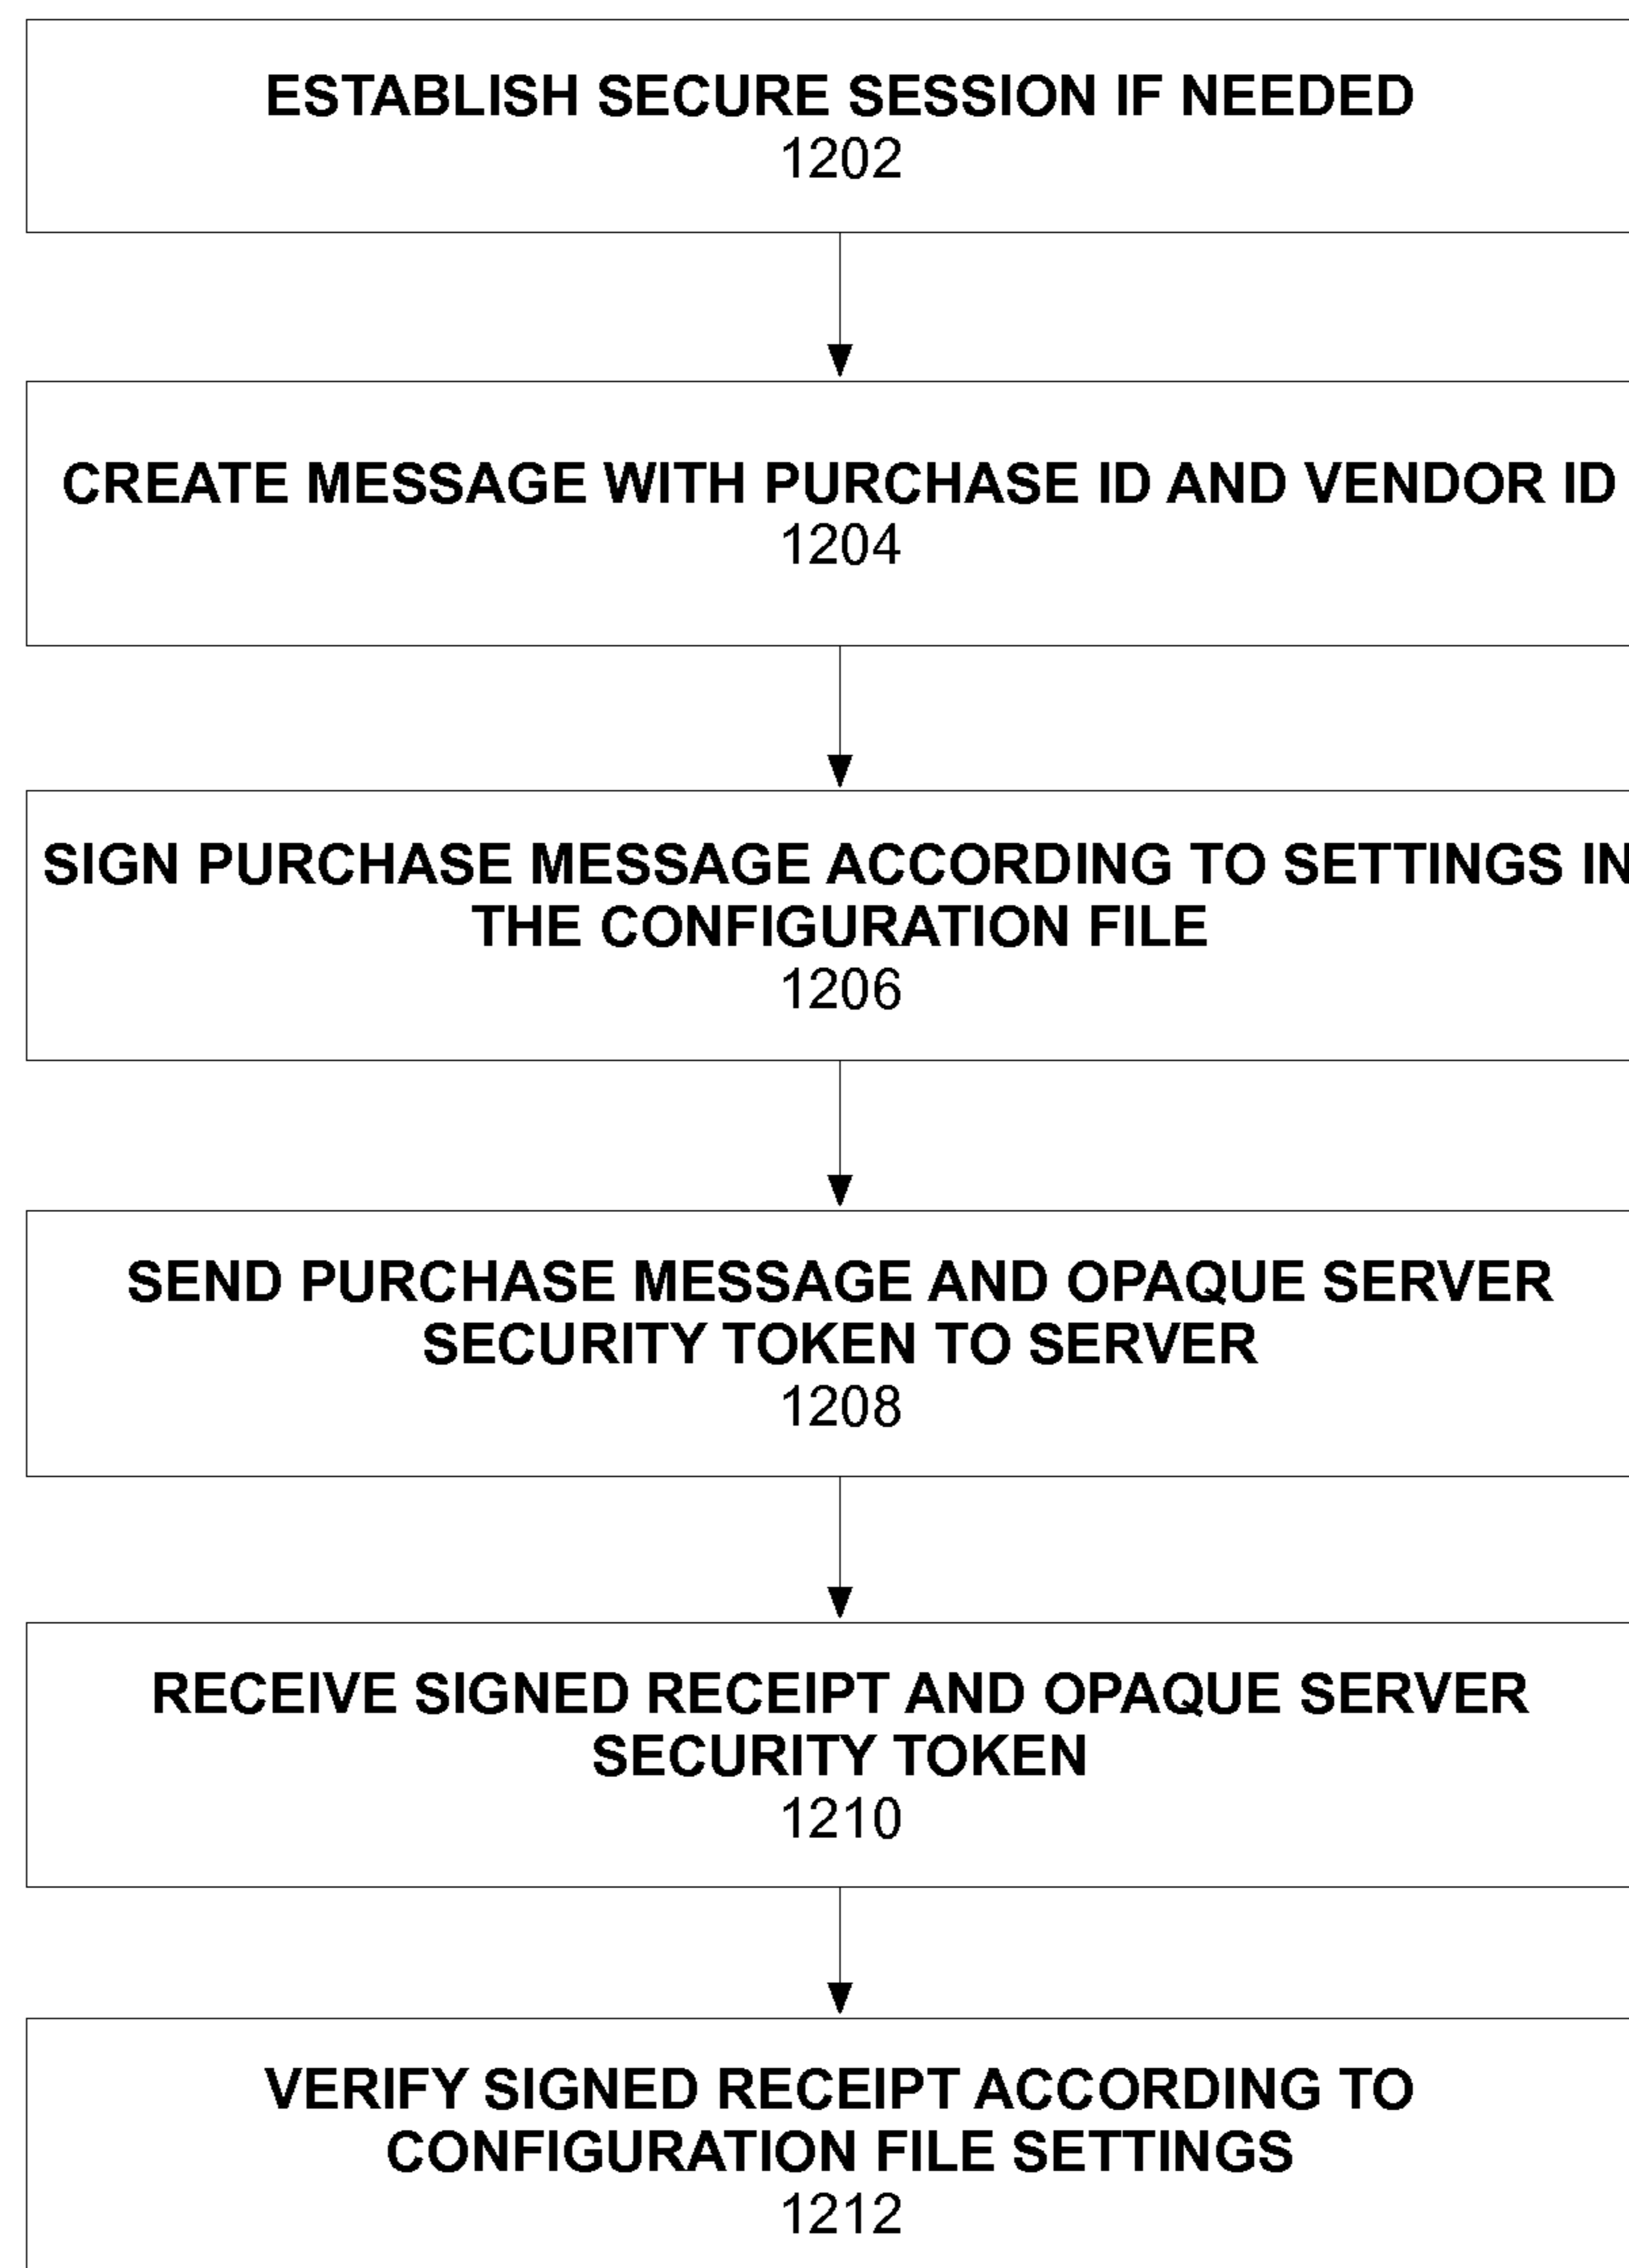 ESTABLISH SECURE SESSION IF NEEDED
1202
CREATE MESSAGE WITH PURCHASE ID AND VENDOR ID
1204
SIGN PURCHASE MESSAGE ACCORDING TO SETTINGS IN
THE CONFIGURATION FILE
1206
SEND PURCHASE MESSAGE AND OPAQUE SERVER
SECURITY TOKEN TO SERVER
1208
RECEIVE SIGNED RECEIPT AND OPAQUE SERVER
SECURITY TOKEN
1210
VERIFY SIGNED RECEIPT ACCORDING TO
CONFIGURATION FILE SETTINGS
1212